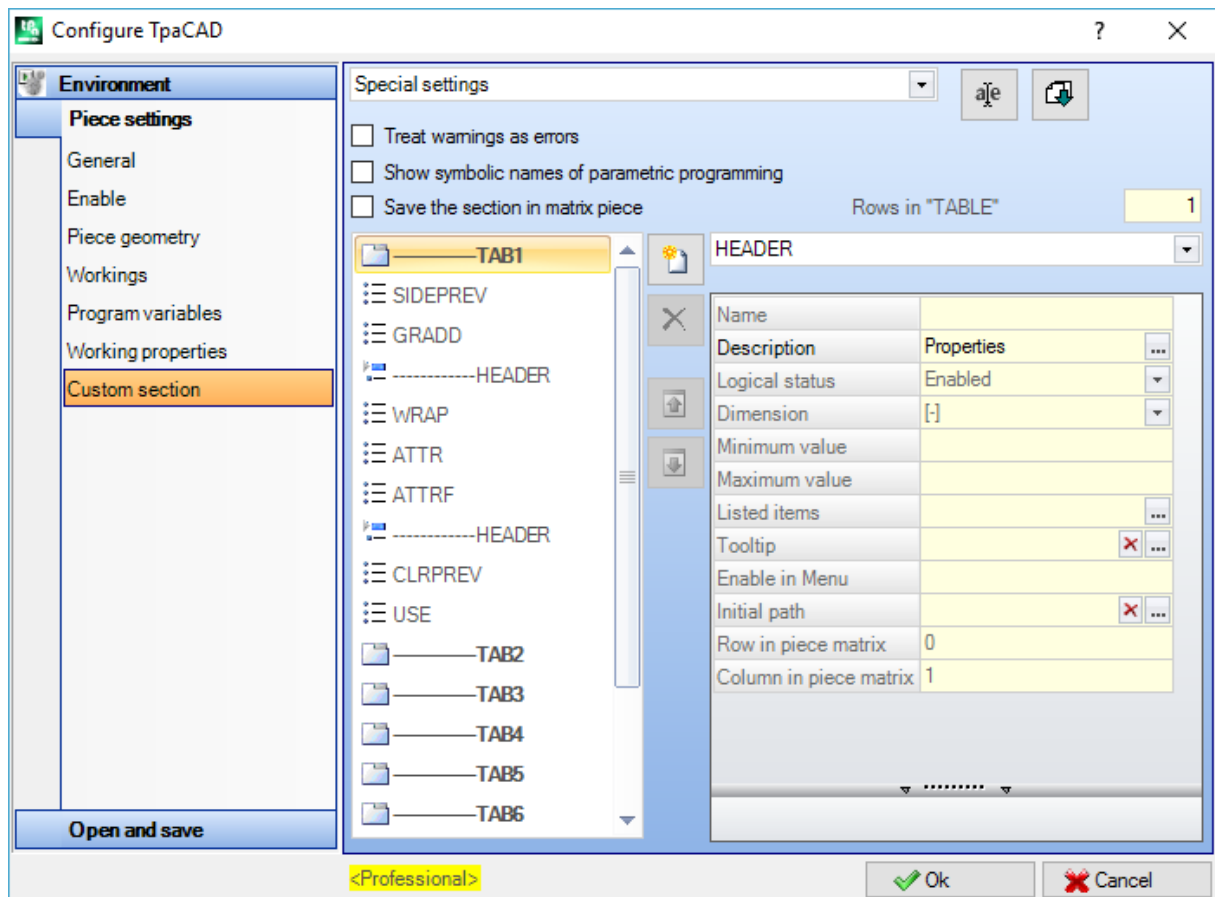 Configure TpaCAD
?
Environment
Piece settings
General
Enable
Piece geometry
Workings
Program variables
Working properties
Custom section
Open and save
Special settings
Treat warnings as errors
Show symbolic names of parametric programming
Save the section in matrix piece
Rows in "TABLE"
1
TAB1
SIDEPREV
GRADD
------------HEADER
WRAP
ATTR
ATTRF
------------HEADER
CLRPREV
USE
TAB2
TAB3
TAB4
TAB5
TAB6
HEADER
Name
Description Properties ...
Logical status Enabled
Dimension [-]
Minimum value
Maximum value
Listed items ...
Tooltip ...
Enable in Menu
Initial path ...
Row in piece matrix 0
Column in piece matrix 1
<Professional>
Ok
Cancel